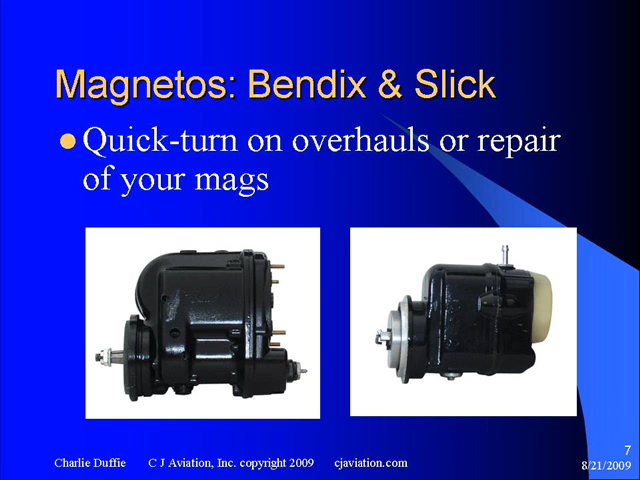 Magnetos: Bendix & Slick
Quick-turn on overhauls or repair
of your mags
7
Charlie Duffie C J Aviation, Inc. copyright 2009 cjaviation.com
8/21/2009